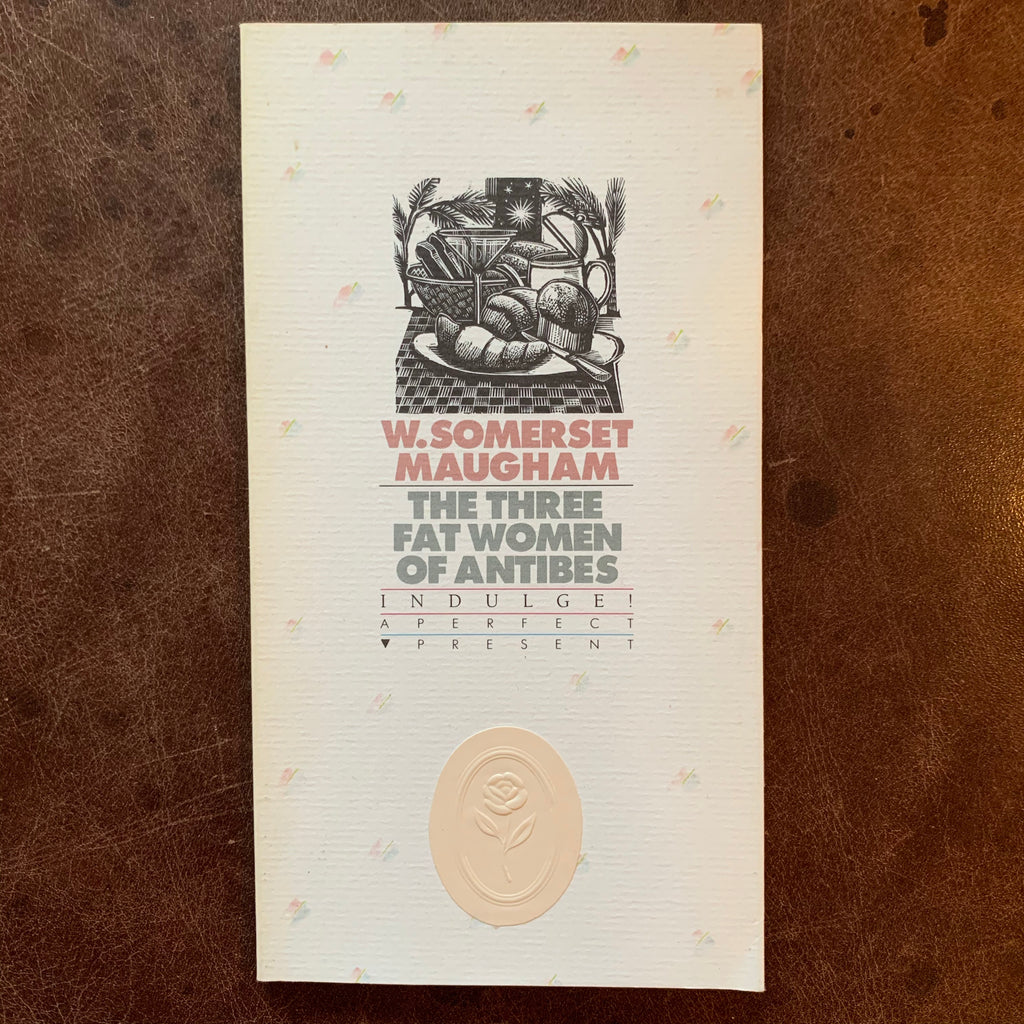 W. SOMERSET
MAUGHAM
THE THREE
FAT WOMEN
OF ANTIBES
INDULGE!
A PERFECT
▼ PRESENT